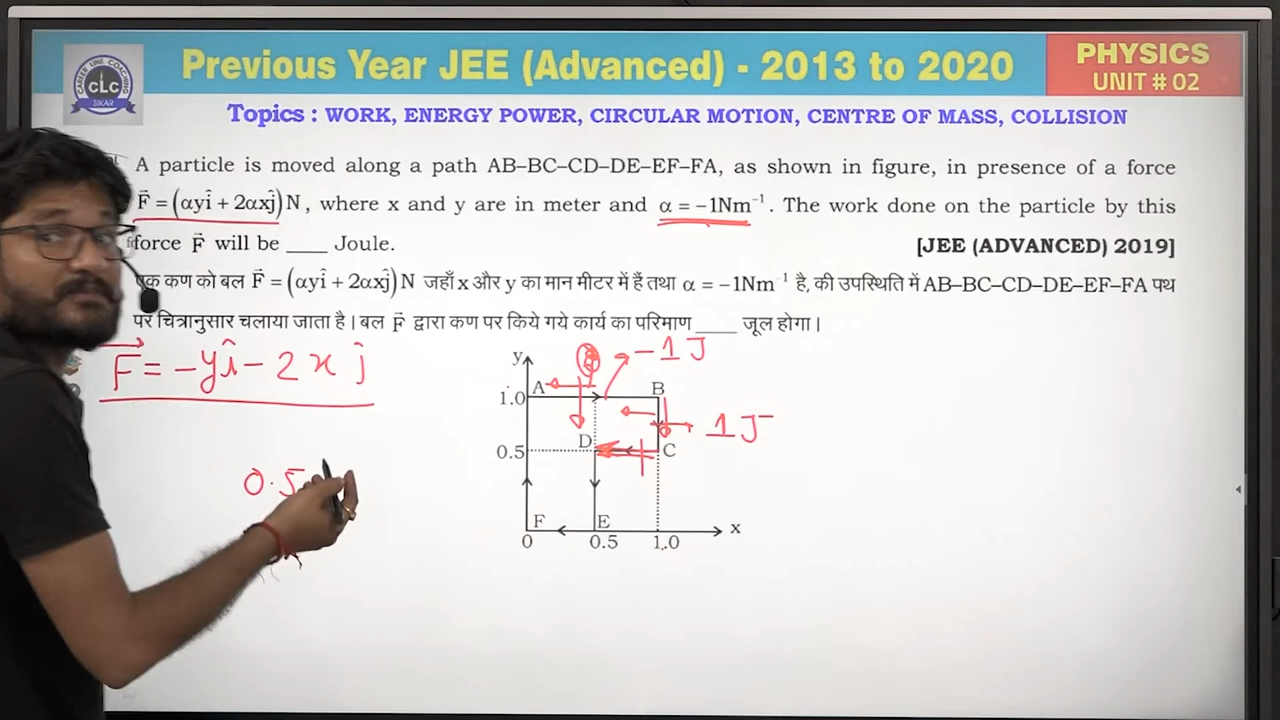 Previous Year JEE (Advanced) - 2013 to 2020
PHYSICS
UNIT # 02
CLC
SIKAR
Topics : WORK, ENERGY POWER, CIRCULAR MOTION, CENTRE OF MASS, COLLISION
A particle is moved along a path AB–BC–CD–DE–EF–FA, as shown in figure, in presence of a force
F⃗ = (αyî + 2αxĵ) N, where x and y are in meter and α = –1Nm⁻¹. The work done on the particle by this
force F⃗ will be ____ Joule. [JEE (ADVANCED) 2019]
एक कण को बल F⃗ = (αyî + 2αxĵ) N जहाँ x और y का मान मीटर में हैं तथा α = –1Nm⁻¹ है, की उपस्थिति में AB–BC–CD–DE–EF–FA पथ
पर चित्रानुसार चलाया जाता है। बल F⃗ द्वारा कण पर किये गये कार्य का परिमाण ____ जूल होगा।
F⃗ = -yî - 2xĵ
-1J
y
A
B
1.0
1J
D
0.5
C
0.5
F
E
x
0
0.5
1.0